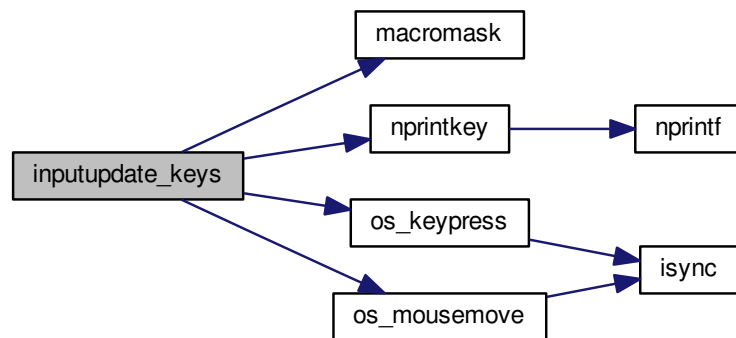 macromask
nprintkey
nprintf
inputupdate_keys
os_keypress
isync
os_mousemove